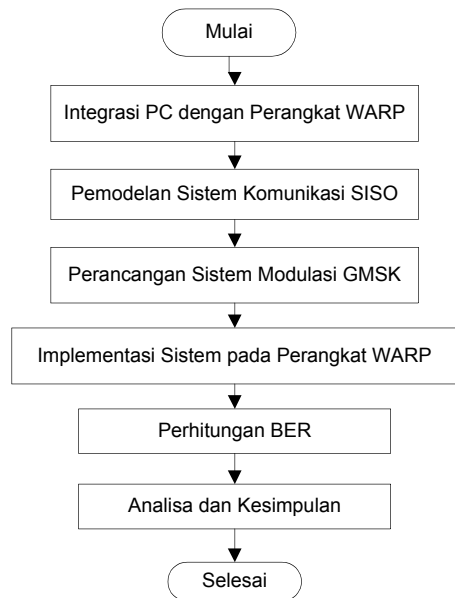 Mulai
Integrasi PC dengan Perangkat WARP
Pemodelan Sistem Komunikasi SISO
Perancangan Sistem Modulasi GMSK
Implementasi Sistem pada Perangkat WARP
Perhitungan BER
Analisa dan Kesimpulan
Selesai